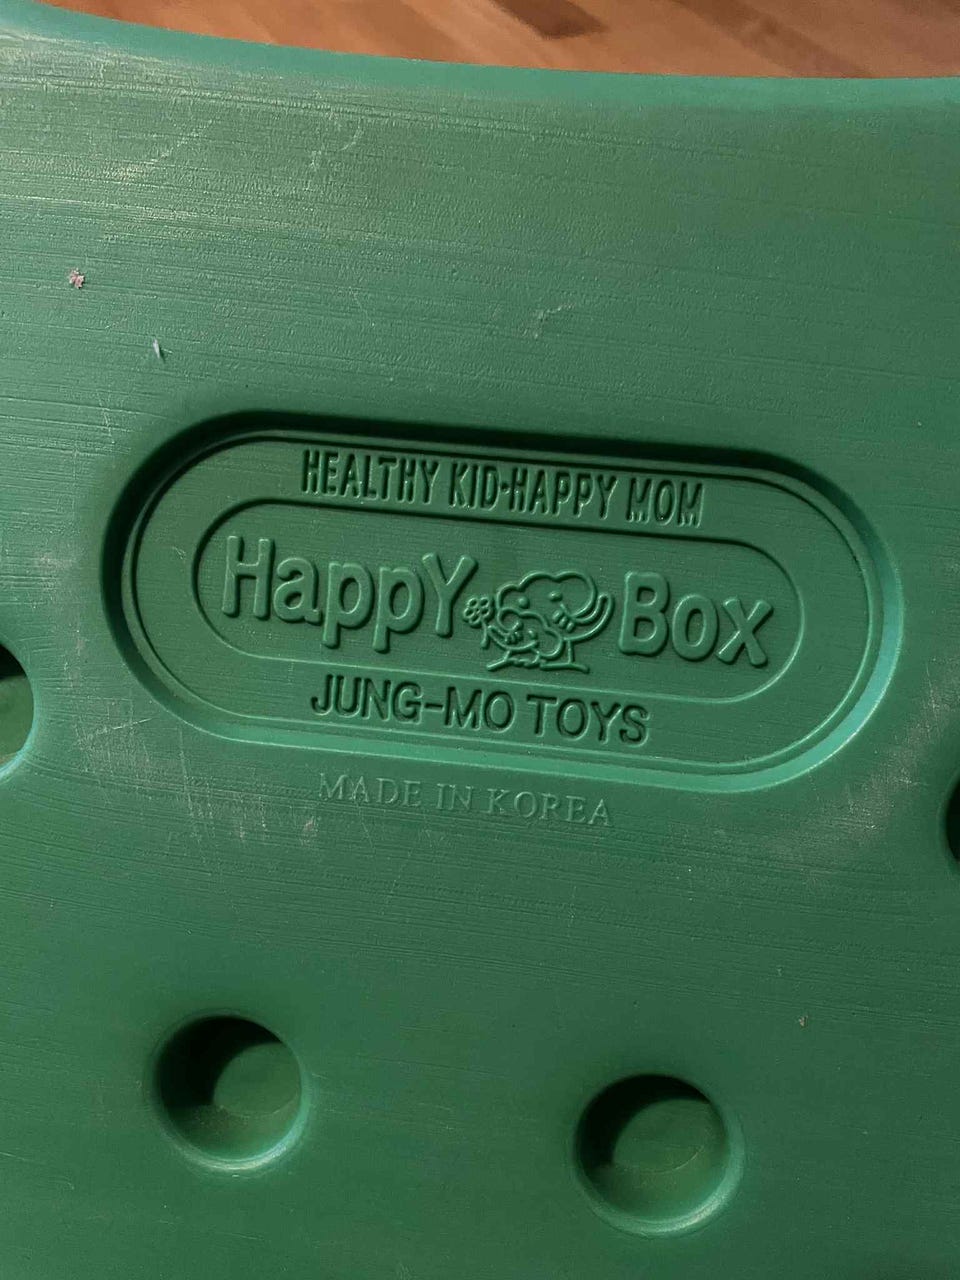 HEALTHY KID·HAPPY MOM
HappY Box
JUNG-MO TOYS
MADE IN KOREA